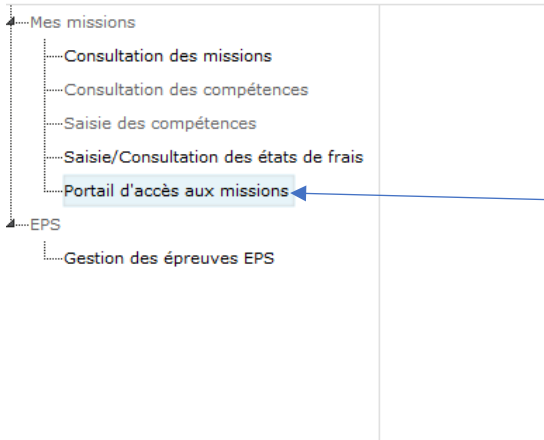 Mes missions
Consultation des missions
Consultation des compétences
Saisie des compétences
Saisie/Consultation des états de frais
Portail d'accès aux missions
EPS
Gestion des épreuves EPS